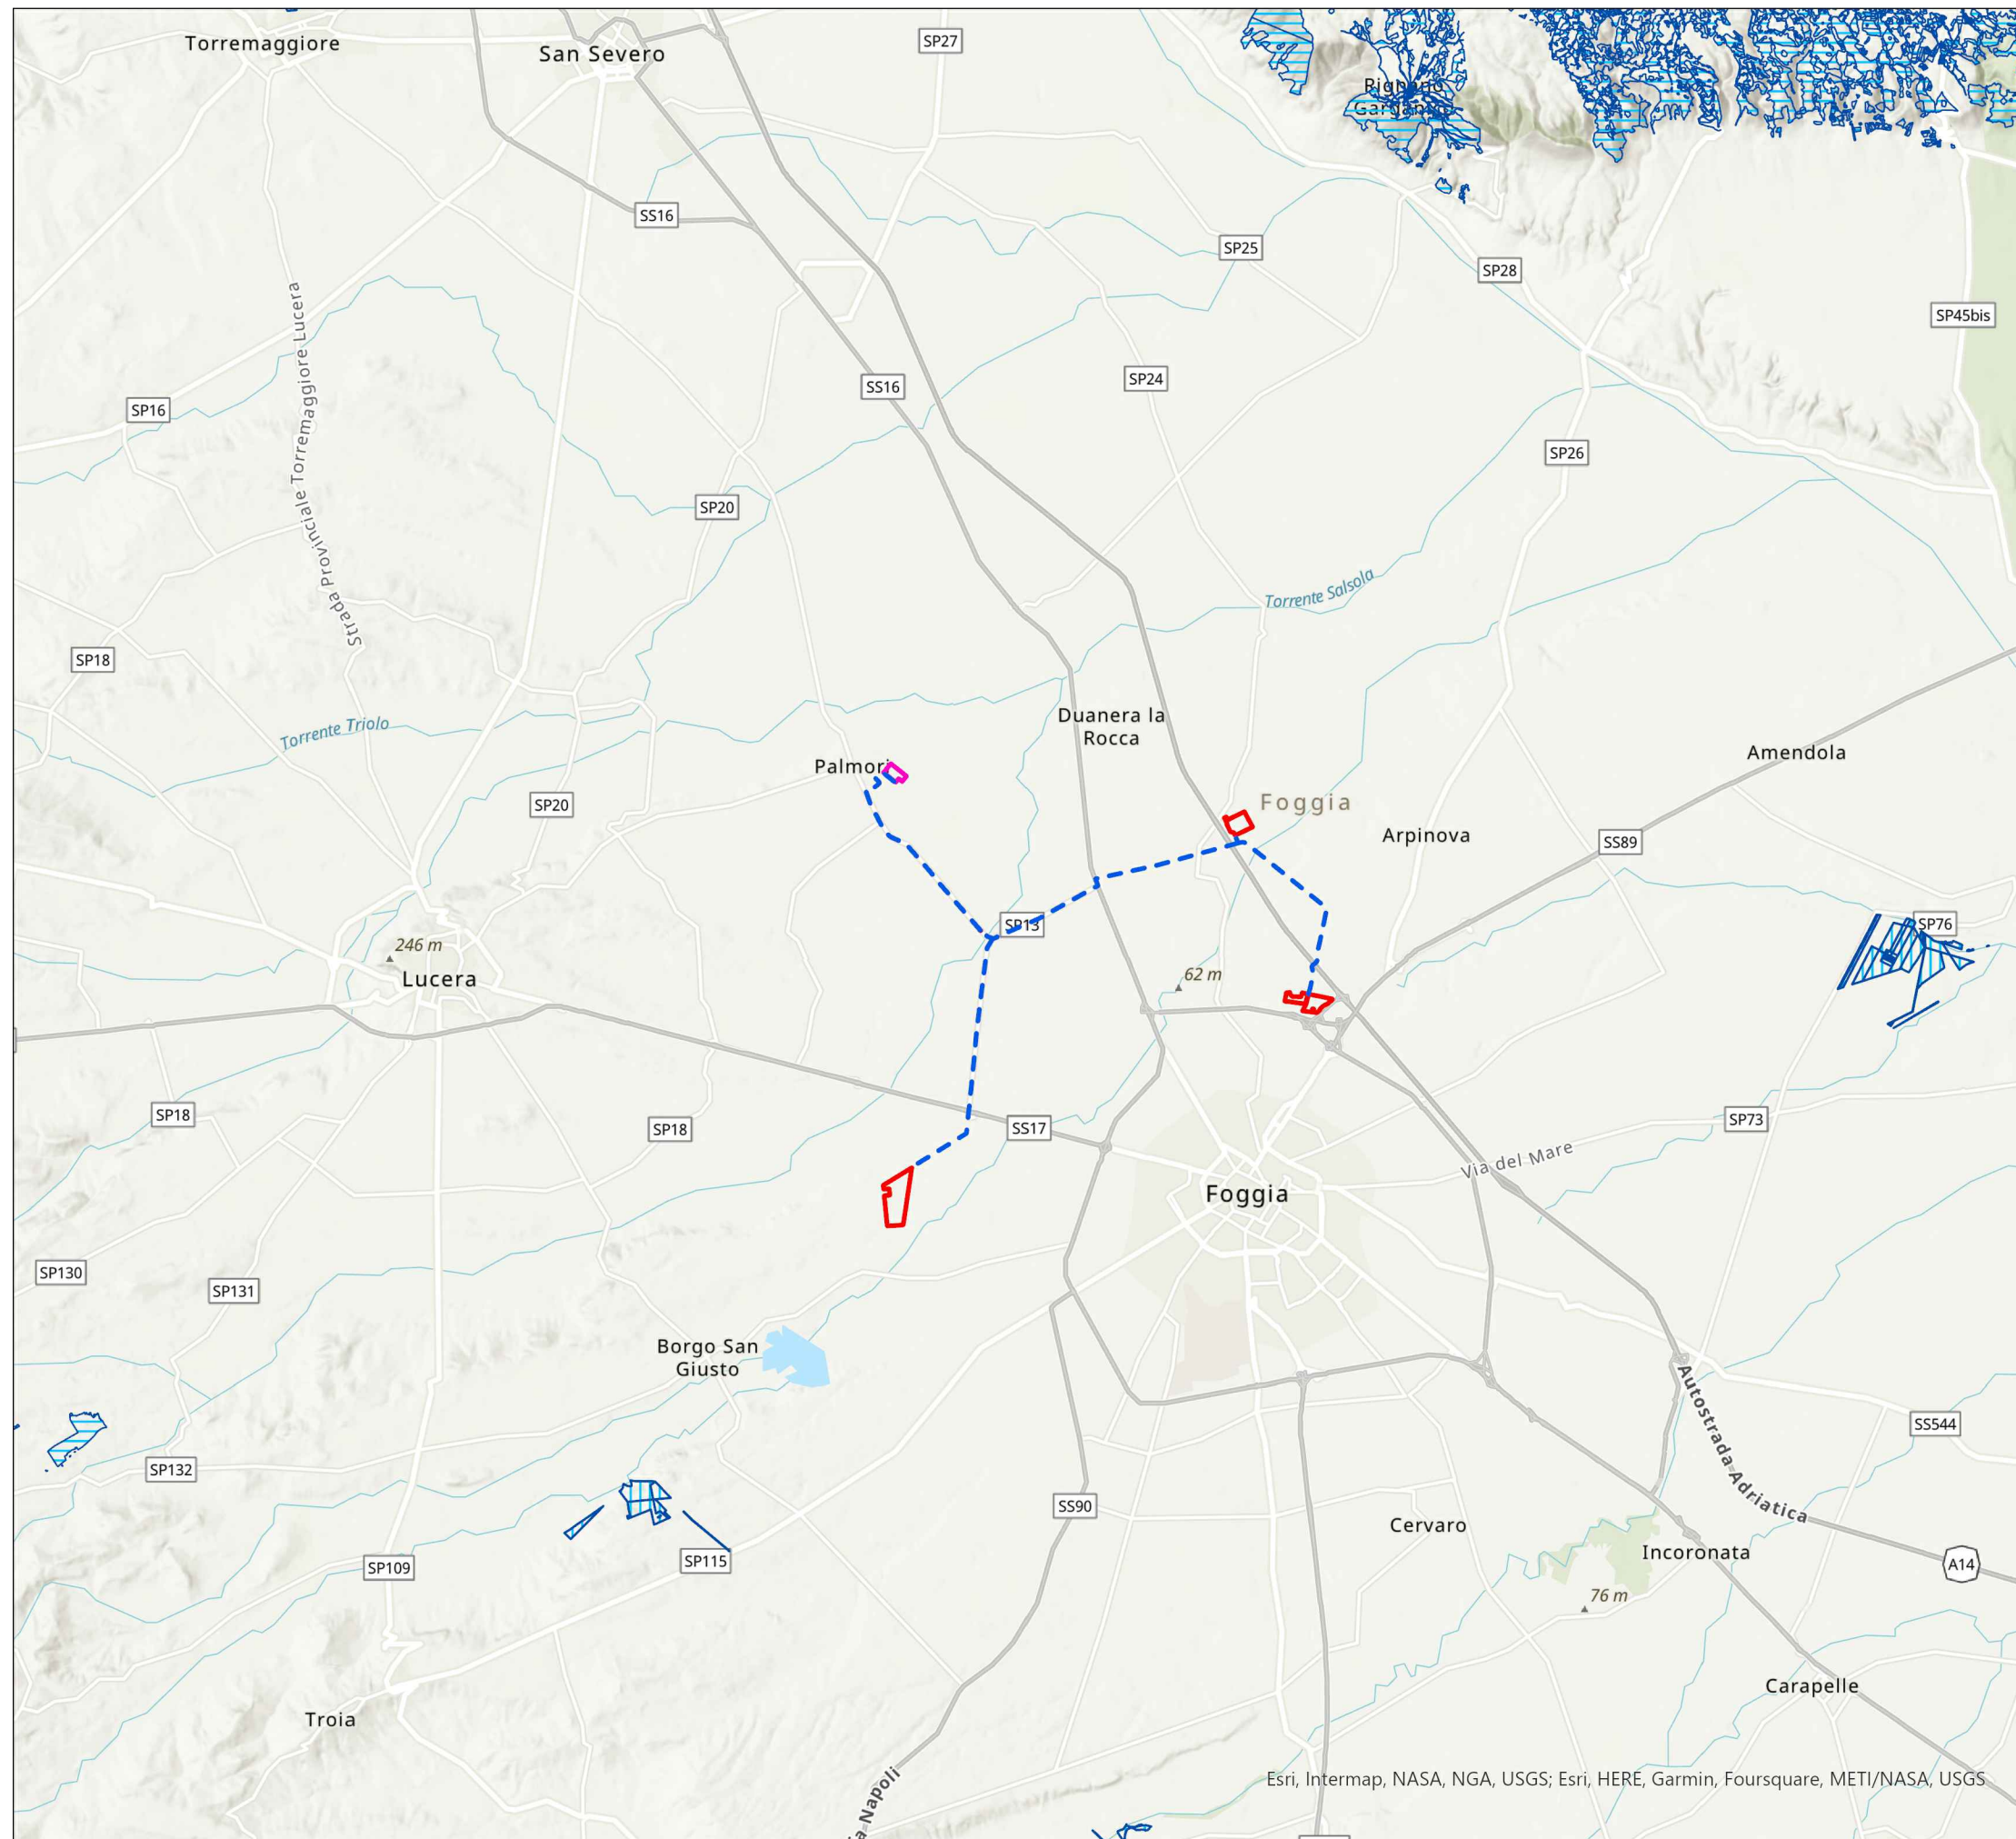 Torremaggiore
San Severo
SP27
Rignano
Garganico
SS16
SP25
SP28
SP45bis
Strada Provinciale Torremaggiore Lucera
SS16
SP24
SP16
SP26
SP20
Torrente Salsola
SP18
Torrente Triolo
Duanera la
Rocca
Amendola
Palmori
SP20
Foggia
Arpinova
SS89
SP13
SP76
246 m
Lucera
62 m
SP18
SP18
SS17
SP73
Via del Mare
Foggia
SP130
SP131
Borgo San
Giusto
Autostrada Adriatica
SS544
SP132
SS90
Cervaro
SP115
SP109
Incoronata
A14
76 m
Carapelle
Troia
Esri, Intermap, NASA, NGA, USGS; Esri, HERE, Garmin, Foursquare, METI/NASA, USGS
a Napoli